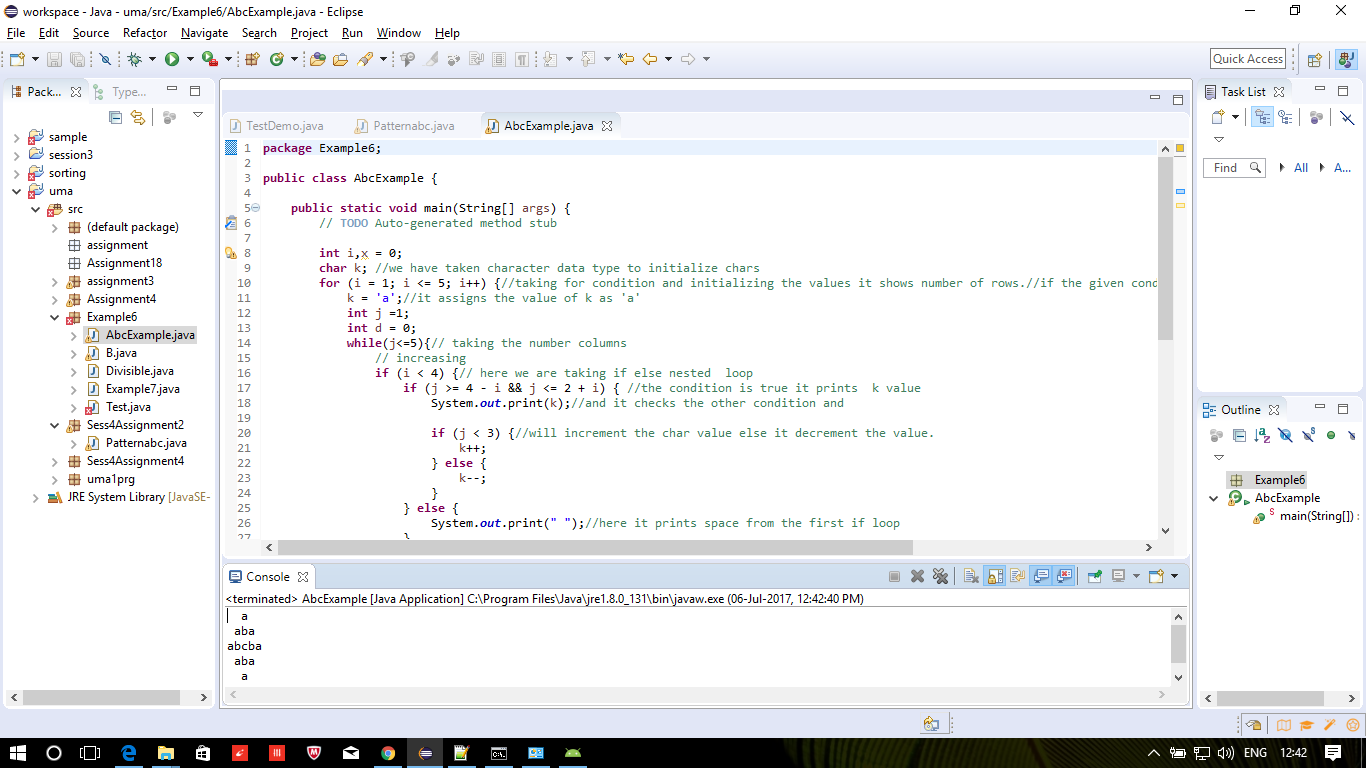 workspace - Java - uma/src/Example6/AbcExample.java - Eclipse
File Edit Source Refactor Navigate Search Project Run Window Help
Quick Access
Pack...
Type...
sample
session3
sorting
uma
src
(default package)
assignment
Assignment18
assignment3
Assignment4
Example6
AbcExample.java
B.java
Divisible.java
Example7.java
Test.java
Sess4Assignment2
Patternabc.java
Sess4Assignment4
uma1prg
JRE System Library [JavaSE-
TestDemo.java Patternabc.java AbcExample.java
1 package Example6;
2
3 public class AbcExample {
4
5 public static void main(String[] args) {
6 // TODO Auto-generated method stub
7
8 int i,x = 0;
9 char k; //we have taken character data type to initialize chars
10 for (i = 1; i <= 5; i++) {//taking for condition and initializing the values it shows number of rows.//if the given cond
11 k = 'a';//it assigns the value of k as 'a'
12 int j =1;
13 int d = 0;
14 while(j<=5){// taking the number columns
15 // increasing
16 if (i < 4) {// here we are taking if else nested  loop
17 if (j >= 4 - i && j <= 2 + i) { //the condition is true it prints  k value
18 System.out.print(k);//and it checks the other condition and
19
20 if (j < 3) {//will increment the char value else it decrement the value.
21 k++;
22 } else {
23 k--;
24 }
25 } else {
26 System.out.print(" ");//here it prints space from the first if loop
27 }
Console
<terminated> AbcExample [Java Application] C:\Program Files\Java\jre1.8.0_131\bin\javaw.exe (06-Jul-2017, 12:42:40 PM)
a
aba
abcba
aba
a
Task List
Find All A...
Outline
Example6
AbcExample
S main(String[]) :
ENG 12:42